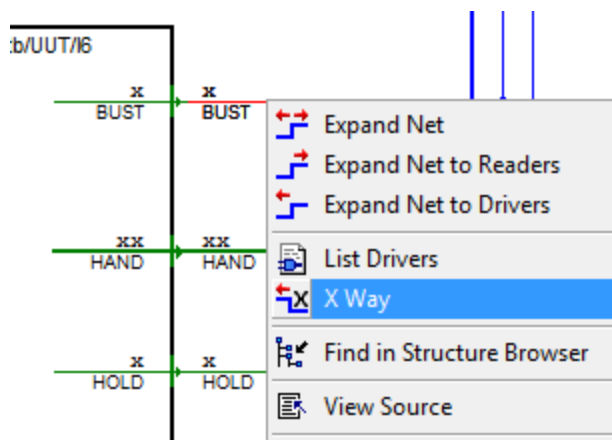 :b/UUT/I6
x x
BUST BUST
Expand Net
Expand Net to Readers
Expand Net to Drivers
xx xx
HAND HAND
List Drivers
X Way
x x
HOLD HOLD
Find in Structure Browser
View Source